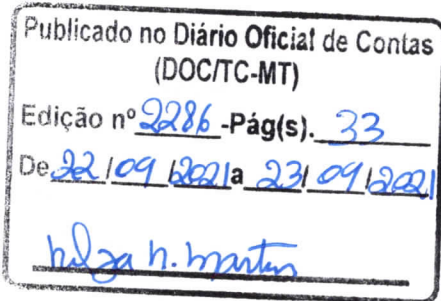 Publicado no Diário Oficial de Contas
(DOC/TC-MT)
Edição nº 2286 -Pág(s). 33
De 22 / 09 / 2021 a 23 / 09 / 2021
n. martins